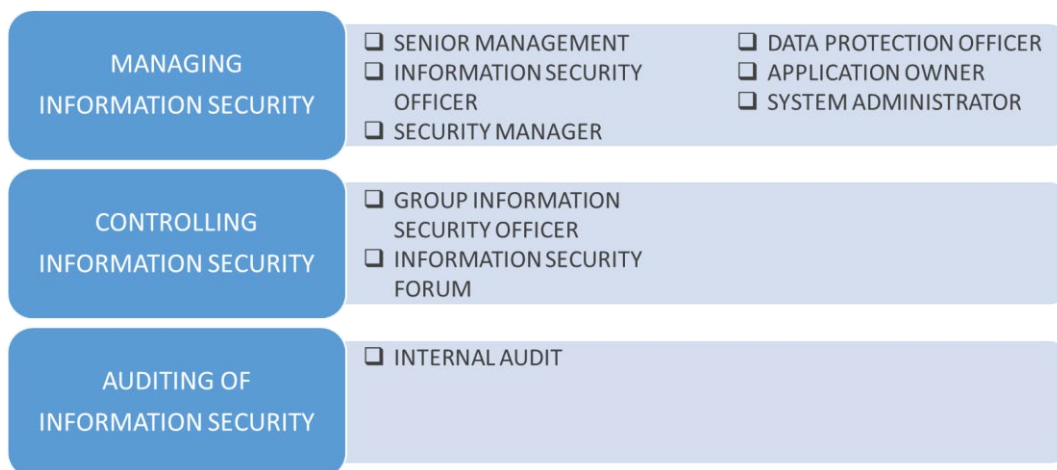 MANAGING
INFORMATION SECURITY
SENIOR MANAGEMENT
INFORMATION SECURITY
OFFICER
SECURITY MANAGER
DATA PROTECTION OFFICER
APPLICATION OWNER
SYSTEM ADMINISTRATOR
CONTROLLING
INFORMATION SECURITY
GROUP INFORMATION
SECURITY OFFICER
INFORMATION SECURITY
FORUM
AUDITING OF
INFORMATION SECURITY
INTERNAL AUDIT